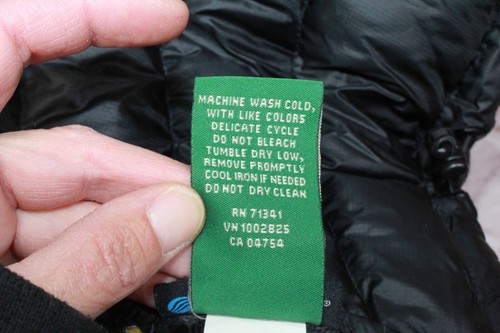 MACHINE WASH COLD,
WITH LIKE COLORS
DELICATE CYCLE
DO NOT BLEACH
TUMBLE DRY LOW,
REMOVE PROMPTLY
COOL IRON IF NEEDED
DO NOT DRY CLEAN
RN 71341
VN 1002825
CA 04754
®